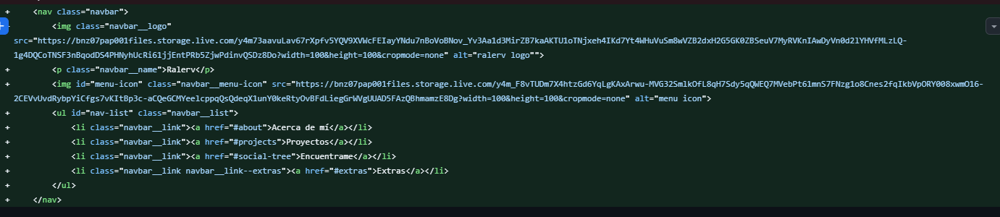 + <nav class="navbar">
+ <img class="navbar__logo"
src="https://bnz07pap001files.storage.live.com/y4m73aavuLav67rXpfv5YQV9XVWcFEIayYNdu7nBoVoBNov_Yv3Aa1d3MirZB7kaAKTU1oTNjxeh4IKd7Yt4WHuVuSm8wVZB2dxH2G5GK0ZBSeuV7MyRVKnIAwDyVn0d2lYHVfMLzLQ-
1g4DQCoTNSF3nBqodDS4PHNyhUcRi61jjEntPRb5ZjwPdinvQSDz8Do?width=100&height=100&cropmode=none" alt="ralerv logo"">
+ <p class="navbar__name">Ralerv</p>
+ <img id="menu-icon" class="navbar__menu-icon" src="https://bnz07pap001files.storage.live.com/y4m_F8vTUDm7X4htzGd6YqLgKAxArwu-MVG32SmlkOfL8qH7Sdy5qQWEQ7MVebPt61mnS7FNzg1o8Cnes2fqIkbVpORY008xwmO16-
2CEVvUvdRybpYiCfgs7vKItBp3c-aCQeGCMYeelcppqQsQdeqX1unY0keRtyOvBFdLiegGrWVgUUAD5FAzQBhmamzE8Dg?width=100&height=100&cropmode=none" alt="menu icon">
+ <ul id="nav-list" class="navbar__list">
+ <li class="navbar__link"><a href="#about">Acerca de mí</a></li>
+ <li class="navbar__link"><a href="#projects">Proyectos</a></li>
+ <li class="navbar__link"><a href="#social-tree">Encuentrame</a></li>
+ <li class="navbar__link navbar__link--extras"><a href="#extras">Extras</a></li>
+ </ul>
+ </nav>